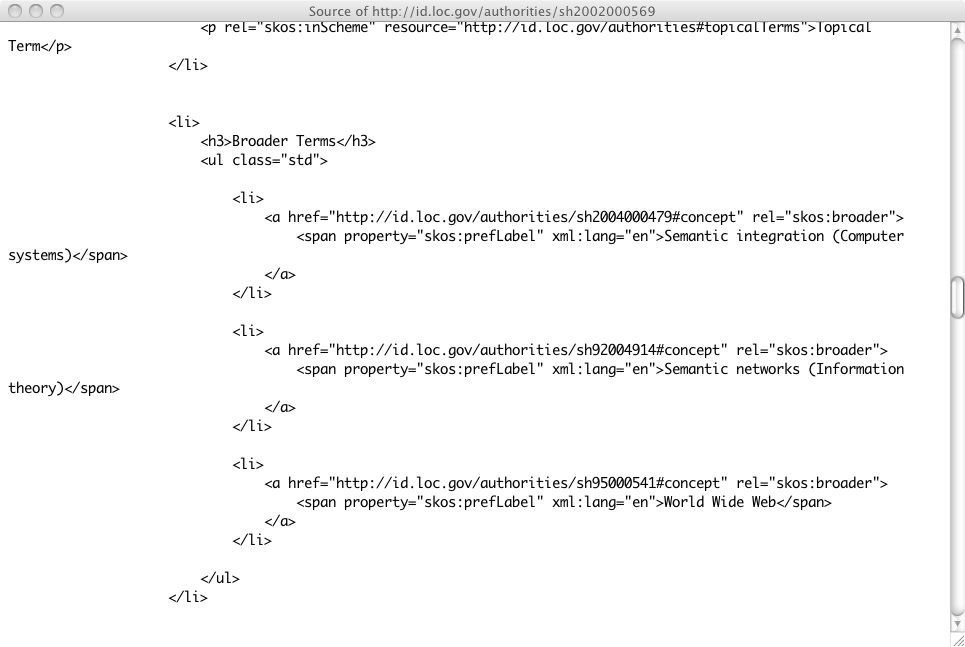 Source of http://id.loc.gov/authorities/sh2002000569
<p rel="skos:inScheme" resource="http://id.loc.gov/authorities#topicalTerms">Topical
Term</p>
</li>
<li>
<h3>Broader Terms</h3>
<ul class="std">
<li>
<a href="http://id.loc.gov/authorities/sh2004000479#concept" rel="skos:broader">
<span property="skos:prefLabel" xml:lang="en">Semantic integration (Computer
systems)</span>
</a>
</li>
<li>
<a href="http://id.loc.gov/authorities/sh92004914#concept" rel="skos:broader">
<span property="skos:prefLabel" xml:lang="en">Semantic networks (Information
theory)</span>
</a>
</li>
<li>
<a href="http://id.loc.gov/authorities/sh95000541#concept" rel="skos:broader">
<span property="skos:prefLabel" xml:lang="en">World Wide Web</span>
</a>
</li>
</ul>
</li>